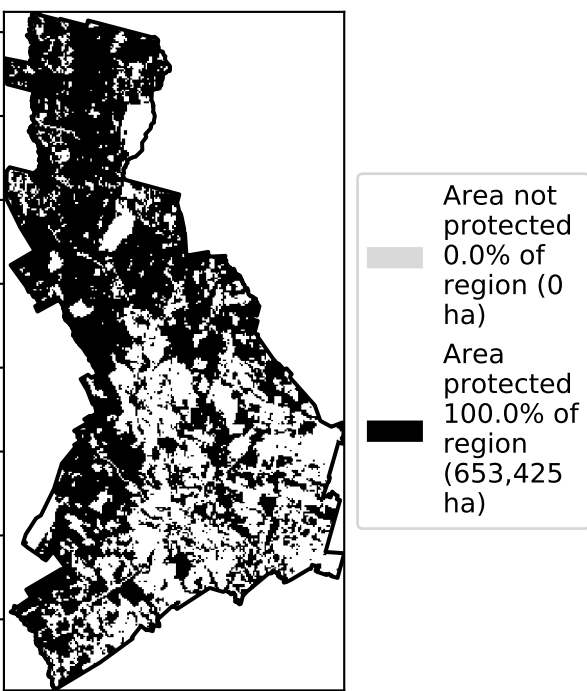 Area not
protected
0.0% of
region (0
ha)
Area
protected
100.0% of
region
(653,425
ha)